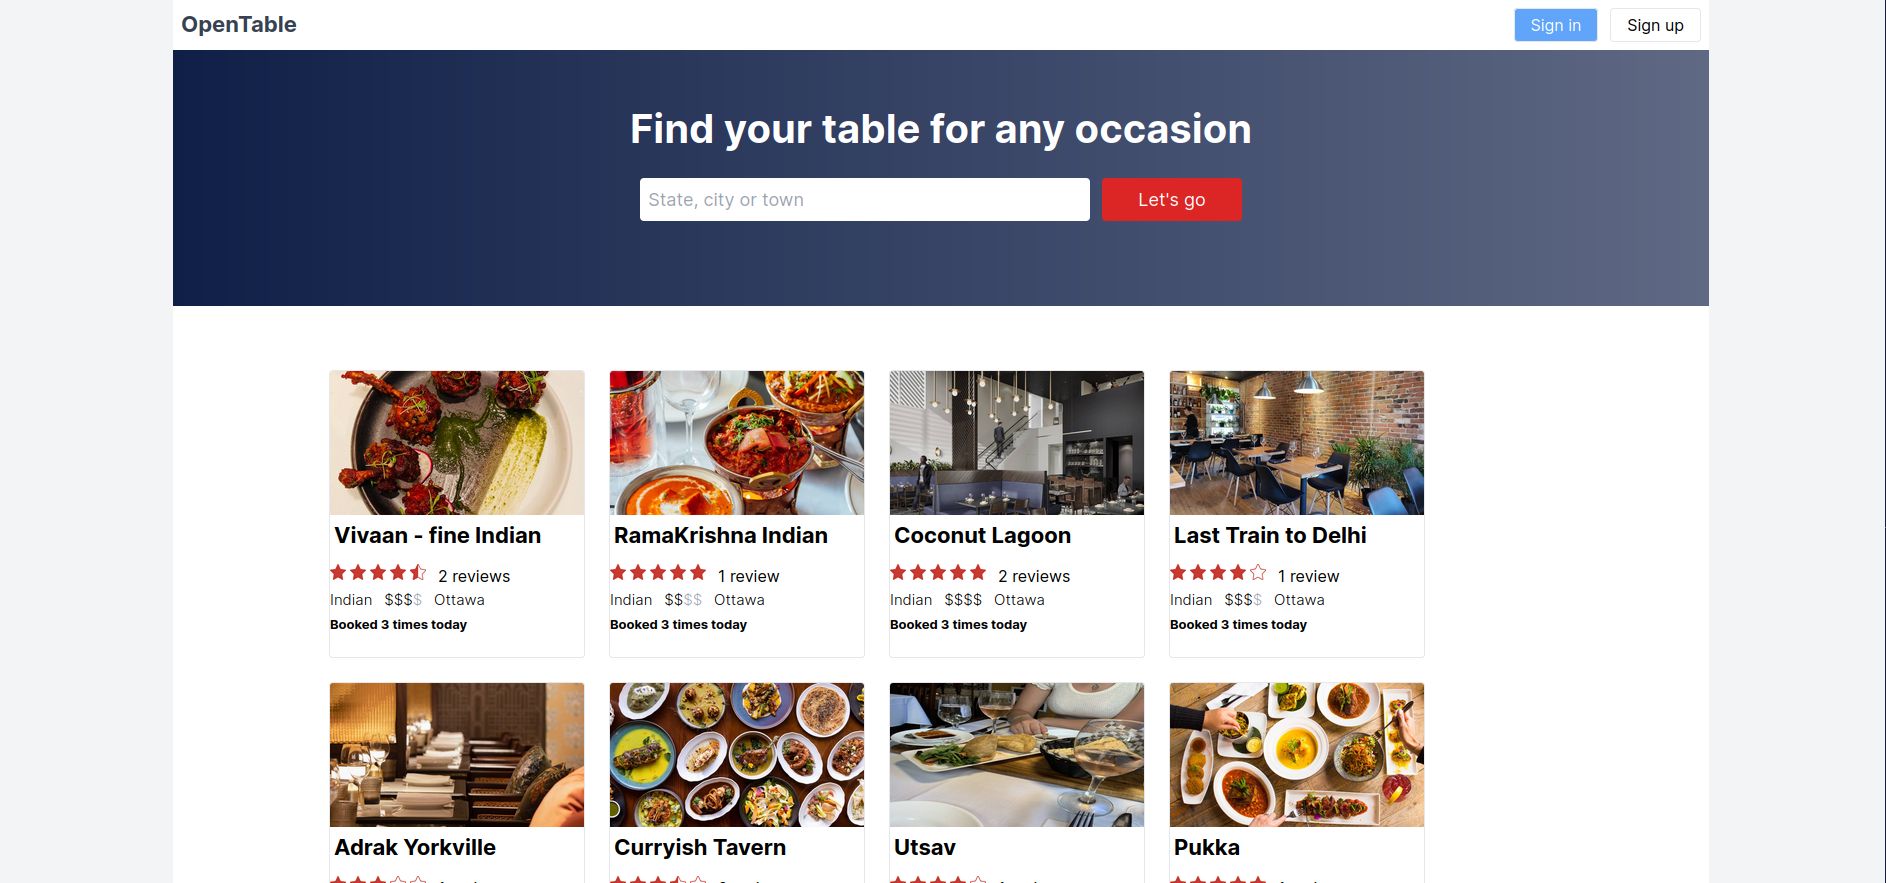 OpenTable
Sign in
Sign up
Find your table for any occasion
State, city or town
Let's go
Vivaan - fine Indian
2 reviews
Indian $$$$ Ottawa
Booked 3 times today
RamaKrishna Indian
1 review
Indian $$$$ Ottawa
Booked 3 times today
Coconut Lagoon
2 reviews
Indian $$$$ Ottawa
Booked 3 times today
Last Train to Delhi
1 review
Indian $$$$ Ottawa
Booked 3 times today
Adrak Yorkville
Curryish Tavern
Utsav
Pukka